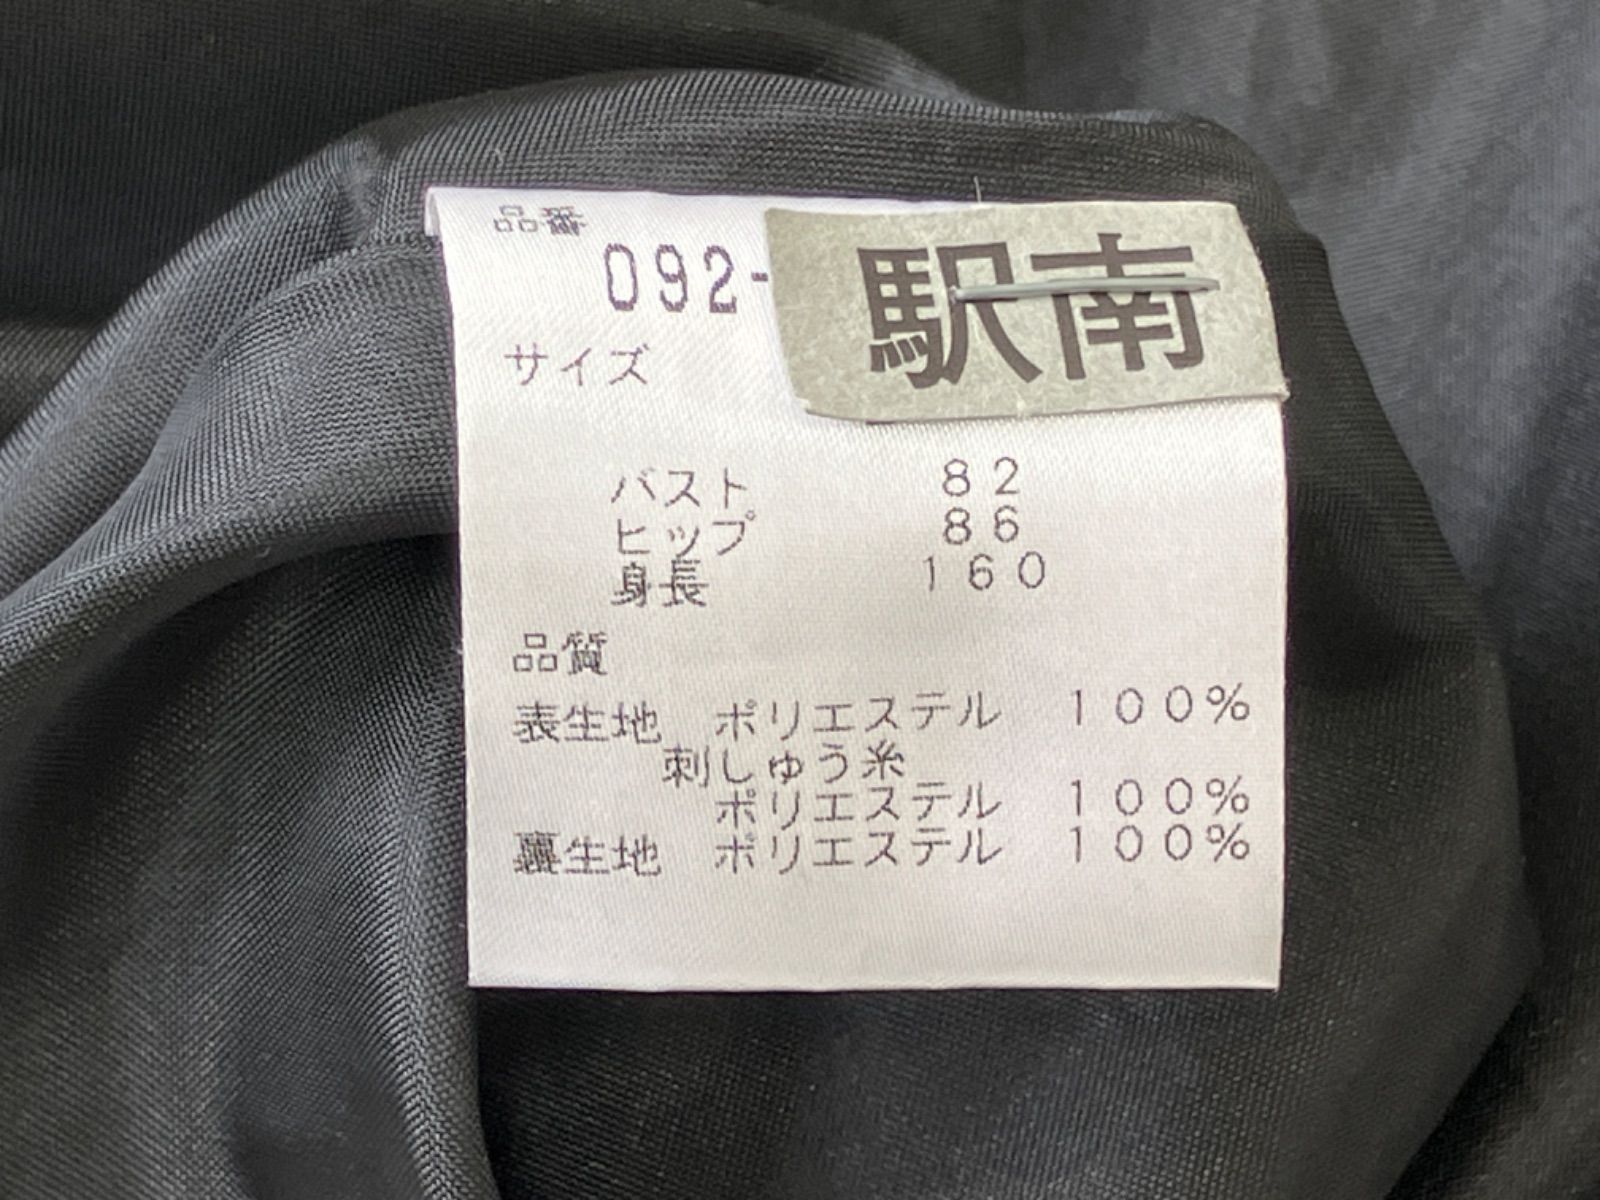 品番
092-
駅南
サイズ
バスト 82
ヒップ 86
身長 160
品質
表生地 ポリエステル 100%
刺しゅう糸
ポリエステル 100%
裏生地 ポリエステル 100%